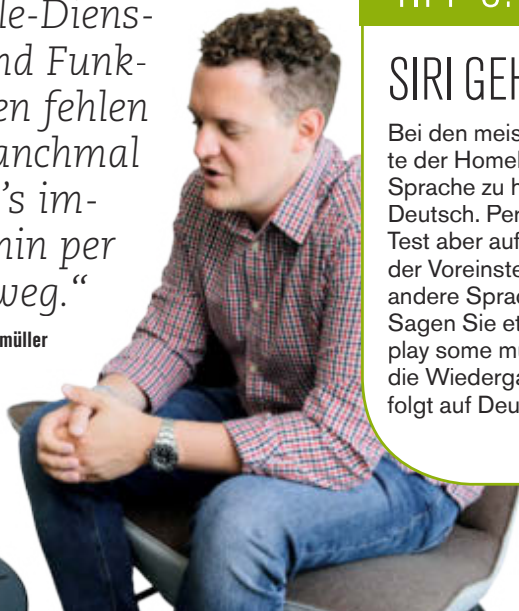 le-Diens-
nd Funk-
en fehlen
anchmal
’s im-
hin per
weg.“
müller
SIRI GEH
Bei den meis
te der Homel
Sprache zu h
Deutsch. Per
Test aber auf
der Voreinste
andere Sprac
Sagen Sie et
play some mu
die Wiederga
folgt auf Deu